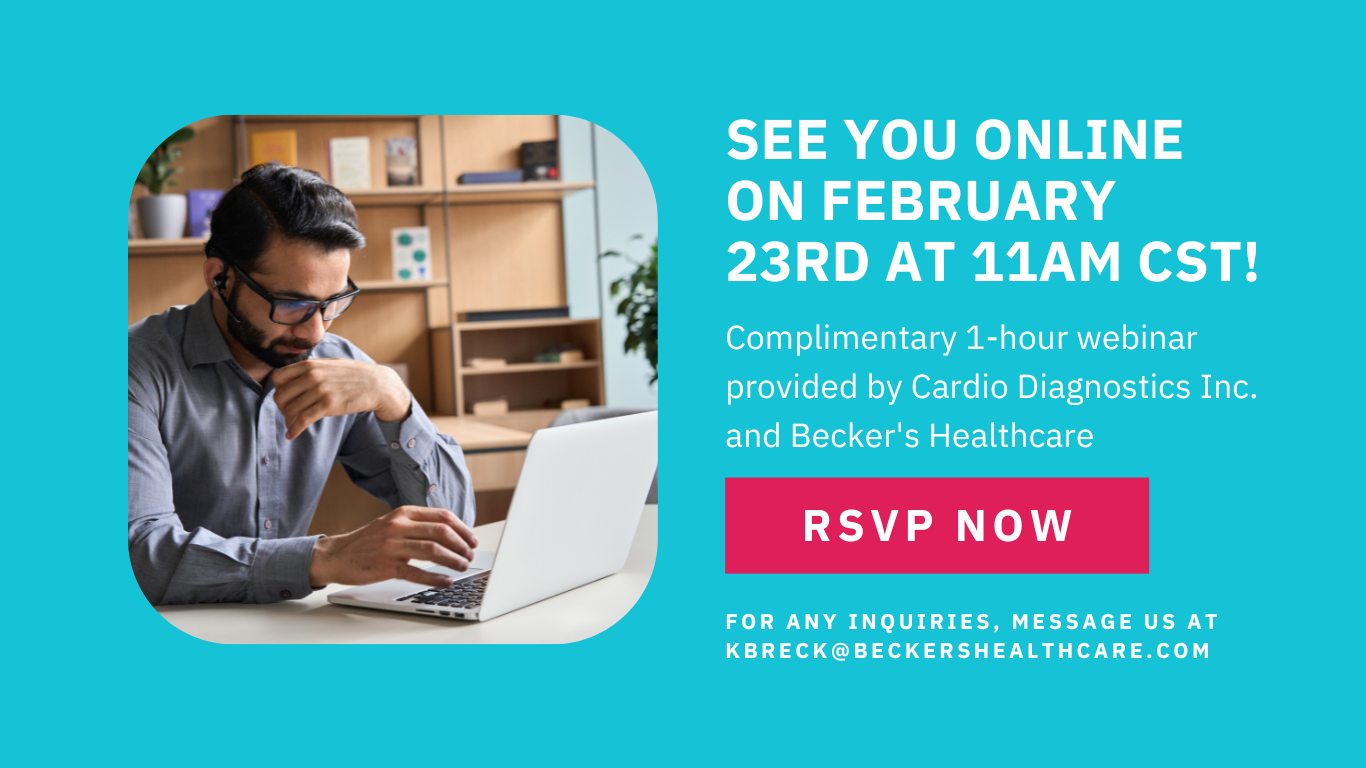 SEE YOU ONLINE
ON FEBRUARY
23RD AT 11AM CST!
Complimentary 1-hour webinar
provided by Cardio Diagnostics Inc.
and Becker's Healthcare
RSVP NOW
FOR ANY INQUIRIES, MESSAGE US AT
KBRECK@BECKERSHEALTHCARE.COM